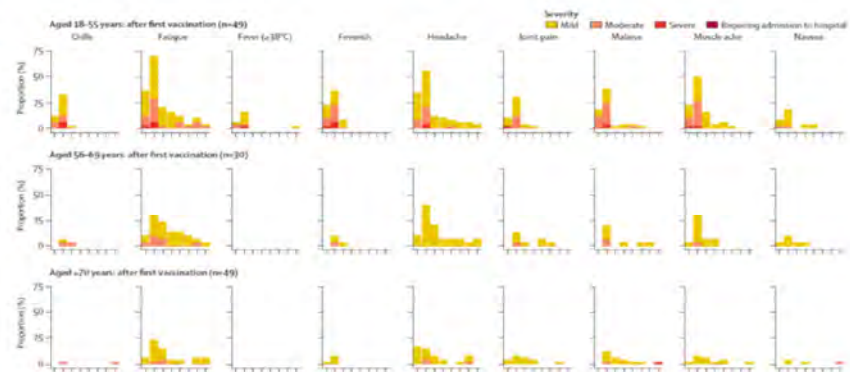 Severity
Mild Moderate Severe Requiring admission to hospital
Aged 18–55 years: after first vaccination (n=49)
Chills Fatigue Fever (≥38°C) Feverish Headache Joint pain Malaise Muscle ache Nausea
Proportion (%)
75
50
25
0
Aged 56–69 years: after first vaccination (n=30)
Proportion (%)
75
50
25
0
Aged ≥70 years: after first vaccination (n=49)
Proportion (%)
75
50
25
0